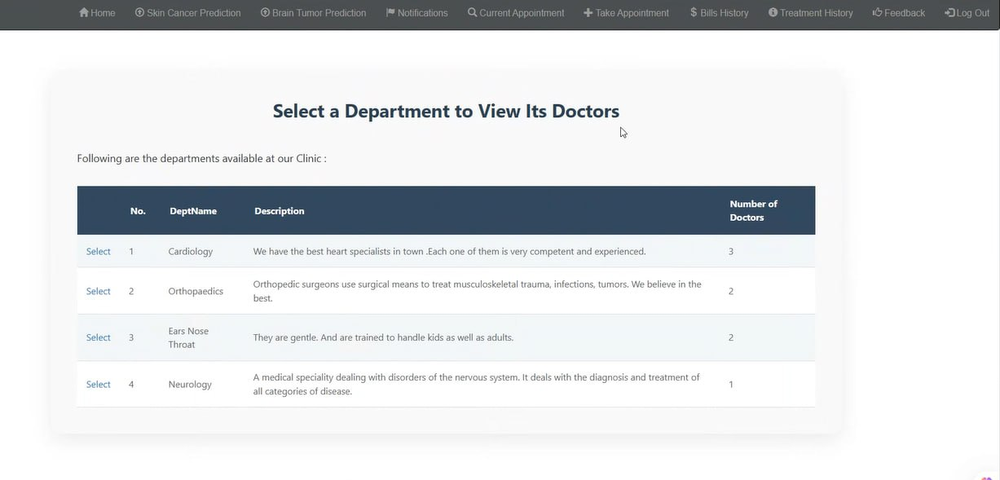 Home Skin Cancer Prediction Brain Tumor Prediction Notifications Current Appointment Take Appointment Bills History Treatment History Feedback Log Out
Select a Department to View Its Doctors
Following are the departments available at our Clinic :
No. DeptName Description Number of
Doctors
Select 1 Cardiology We have the best heart specialists in town .Each one of them is very competent and experienced. 3
Select 2 Orthopaedics Orthopedic surgeons use surgical means to treat musculoskeletal trauma, infections, tumors. We believe in the
best. 2
Select 3 Ears Nose
Throat They are gentle. And are trained to handle kids as well as adults. 2
Select 4 Neurology A medical speciality dealing with disorders of the nervous system. It deals with the diagnosis and treatment of
all categories of disease. 1